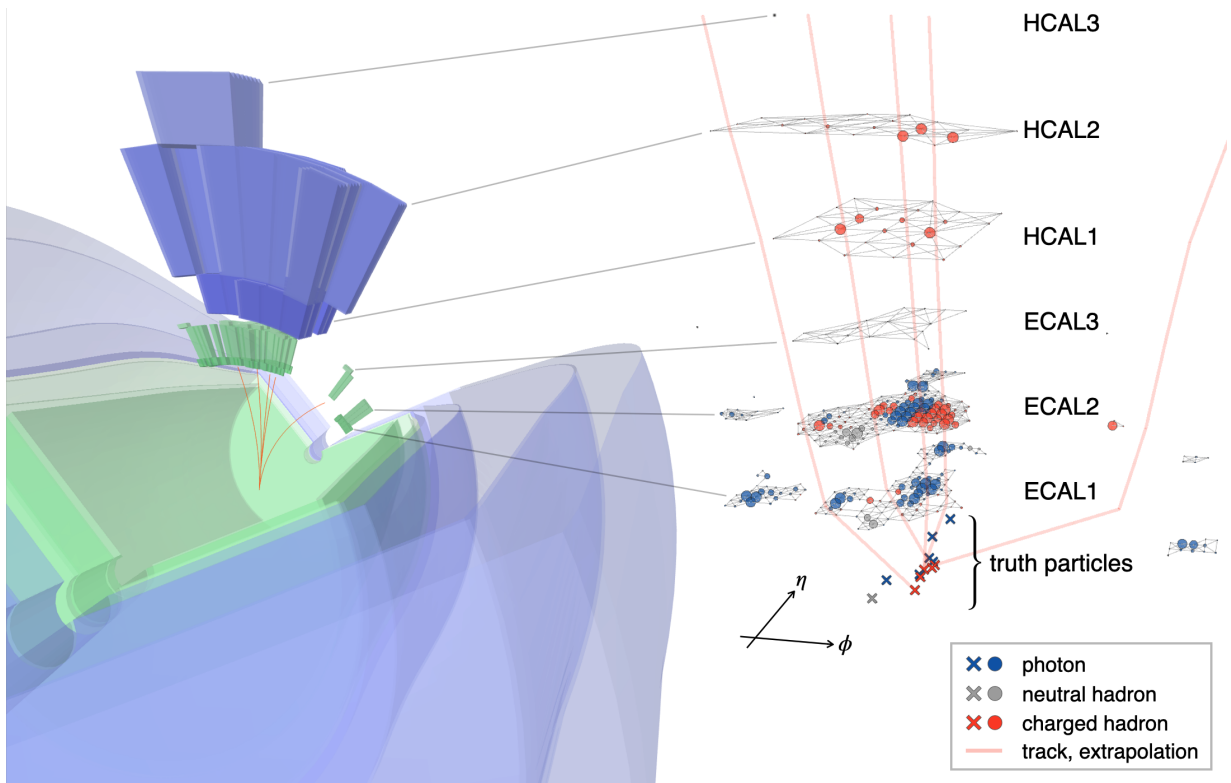 HCAL3
HCAL2
HCAL1
ECAL3
ECAL2
ECAL1
truth particles
η
ϕ
photon
neutral hadron
charged hadron
track, extrapolation